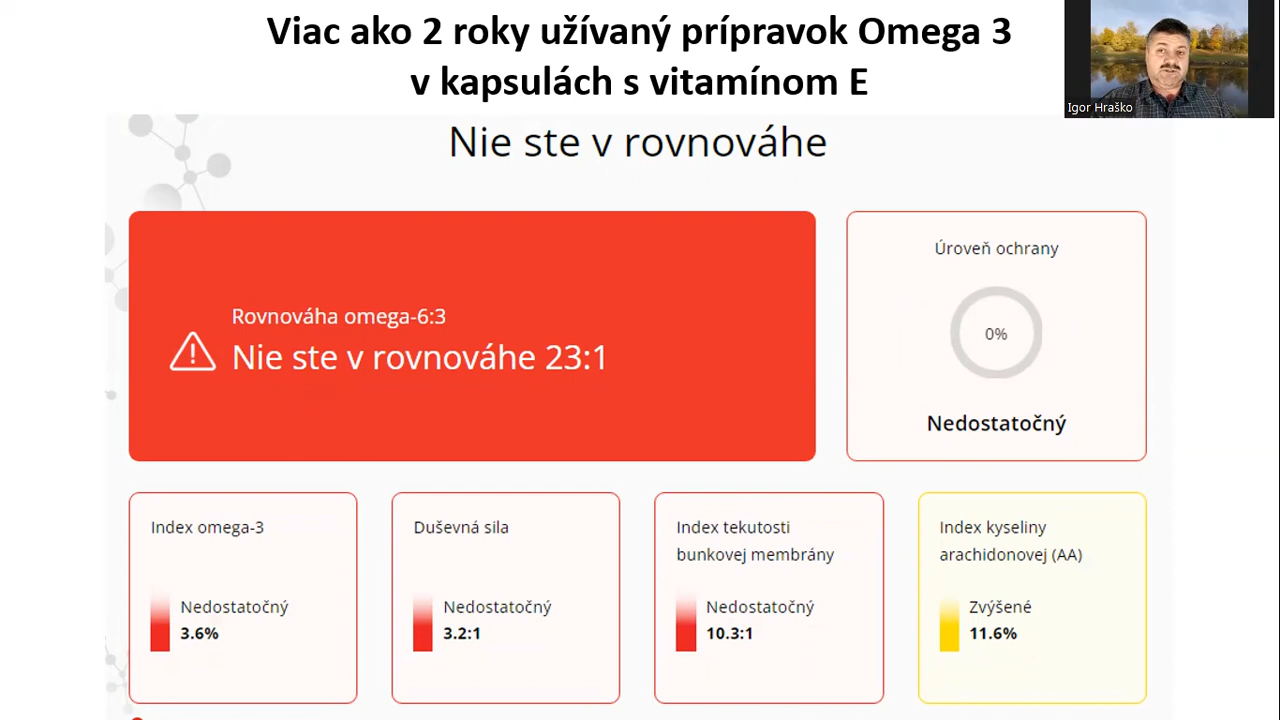 Viac ako 2 roky užívaný prípravok Omega 3
v kapsulách s vitamínom E
Igor Hraško
Nie ste v rovnováhe
Rovnováha omega-6:3
Nie ste v rovnováhe 23:1
Úroveň ochrany
0%
Nedostatočný
Index omega-3
Nedostatočný
3.6%
Duševná sila
Nedostatočný
3.2:1
Index tekutosti
bunkovej membrány
Nedostatočný
10.3:1
Index kyseliny
arachidonovej (AA)
Zvýšené
11.6%